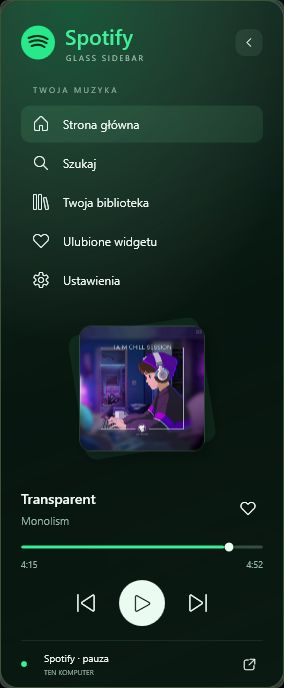 Spotify
GLASS SIDEBAR
TWOJA MUZYKA
Strona główna
Szukaj
Twoja biblioteka
Ulubione widgetu
Ustawienia
1 A.M CHILL SESSION
Transparent
Monolism
4:15
4:52
Spotify · pauza
TEN KOMPUTER